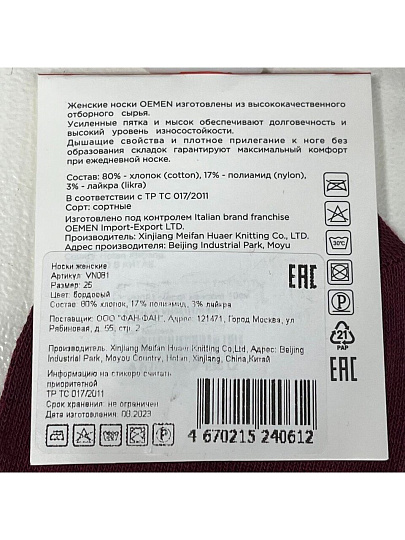 Женские носки OEMEN изготовлены из высококачественного
отборного сырья.
Усиленные пятка и мысок обеспечивают долговечность и
высокий уровень износостойкости.
Дышащие свойства и плотное прилегание к ноге без
образования складок гарантируют максимальный комфорт
при ежедневной носке.
Состав: 80% - хлопок (cotton), 17% - полиамид (nylon),
3% - лайкра (likra)
В соответствии с ТР ТС 017/2011
Сорт: сортные
Изготовлено под контролем Italian brand franchise
OEMEN Import-Export LTD.
Производитель: Xinjiang Meifan Huaer Knitting Co.,LTD
Адрес производителя: Beijing Industrial Park, Moyu
30°C
P
21
PAP
EAC
Носки женские
Артикул: VN081
Размер: 25
Цвет: бордовый
Состав: 80% хлопок, 17% полиамид, 3% лайкра
EAC
Поставщик: ООО "ФАН-ФАН", Адрес: 121471, Город Москва, ул
Рябиновая, д. 55, стр. 2
Производитель: Xinjiang Meifan Huaer Knitting Co,Ltd, Адрес: Beijing
Industrial Park, Moyou Country, Hotan, Xinjiang, China,Китай
Информацию на стикере считать
приоритетной
ТР ТС 017/2011
Срок хранения: не ограничен
Дата изготовления: 08.2023
4 670215 240612